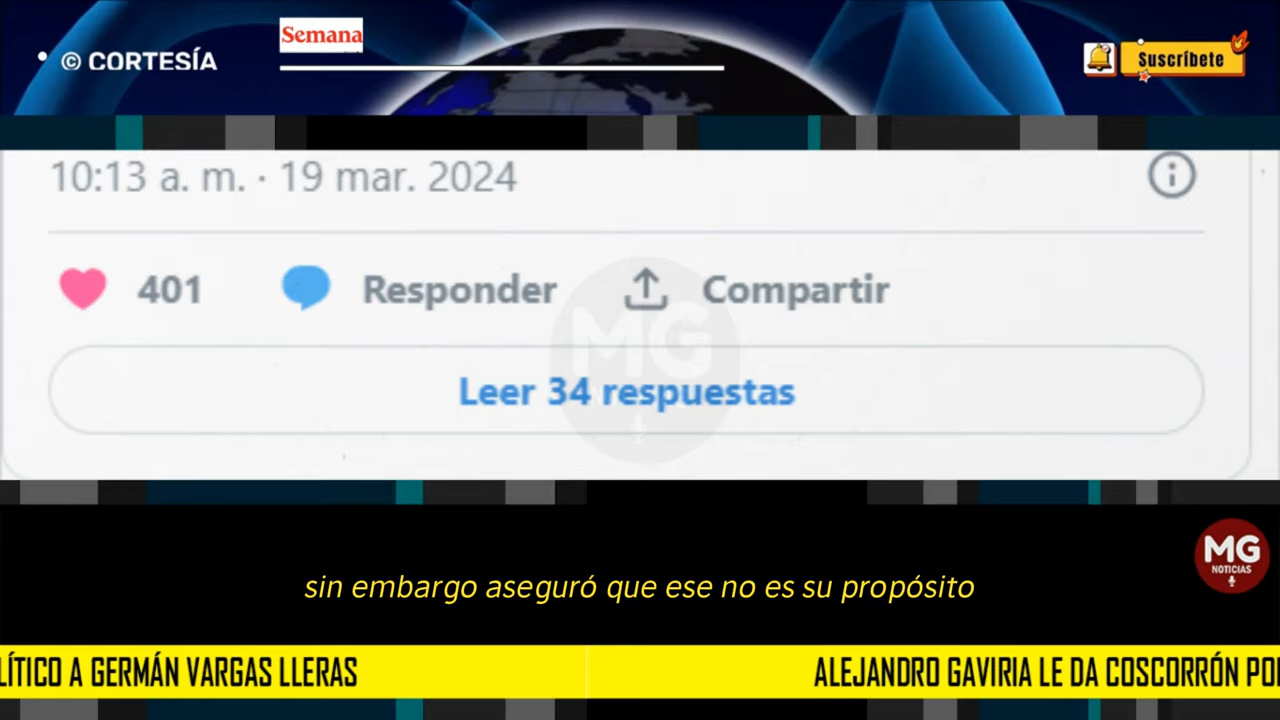 © CORTESÍA
Semana
Suscríbete
10:13 a. m. · 19 mar. 2024
401 Responder Compartir
MG
Leer 34 respuestas
sin embargo aseguró que ese no es su propósito
MG
NOTICIAS
LÍTICO A GERMÁN VARGAS LLERAS
ALEJANDRO GAVIRIA LE DA COSCORRÓN PO